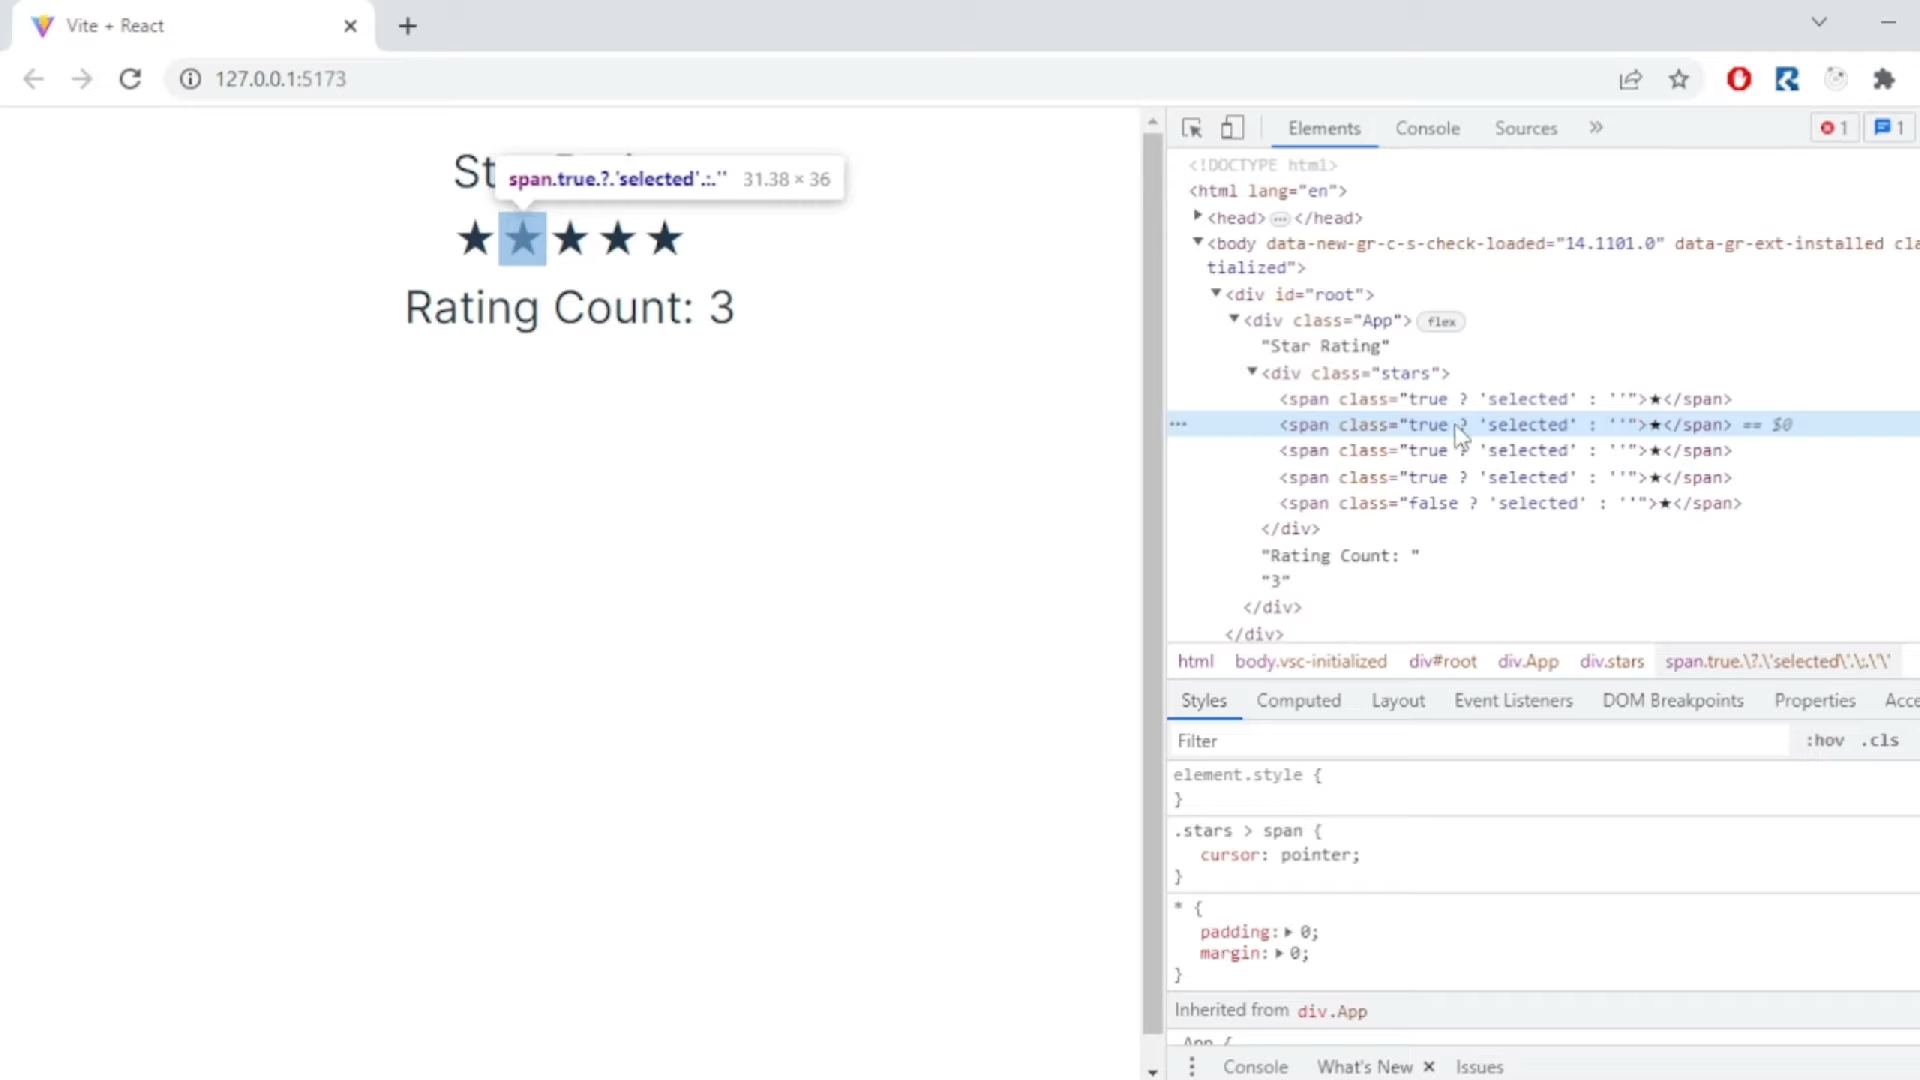 Vite + React
127.0.0.1:5173
St
span.true.?.'selected'.:.'' 31.38 × 36
★ ★ ★ ★ ★
Rating Count: 3
Elements Console Sources » 1 1
<!DOCTYPE html>
<html lang="en">
<head> ⋯ </head>
<body data-new-gr-c-s-check-loaded="14.1101.0" data-gr-ext-installed cla
tialized">
<div id="root">
<div class="App"> flex
"Star Rating"
<div class="stars">
<span class="true ? 'selected' : ''">★</span>
<span class="true ? 'selected' : ''">★</span> == $0
<span class="true ? 'selected' : ''">★</span>
<span class="true ? 'selected' : ''">★</span>
<span class="false ? 'selected' : ''">★</span>
</div>
"Rating Count: "
"3"
</div>
</div>
html body.vsc-initialized div#root div.App div.stars span.true.\?.\'selected\'.\:.\'\'
Styles Computed Layout Event Listeners DOM Breakpoints Properties Acce
Filter :hov .cls
element.style {
}
.stars > span {
cursor: pointer;
}
* {
padding: 0;
margin: 0;
}
Inherited from div.App
.App {
Console What's New × Issues